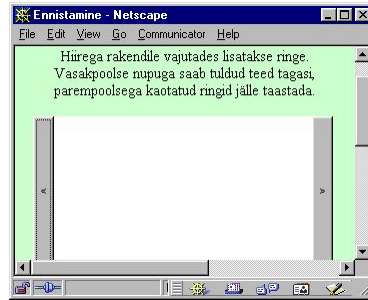 Ennistamine - Netscape
File Edit View Go Communicator Help
Hiirega rakendile vajutades lisatakse ringe.
Vasakpoolse nupuga saab tuldud teed tagasi,
parempoolsega kaotatud ringid jälle taastada.
« »